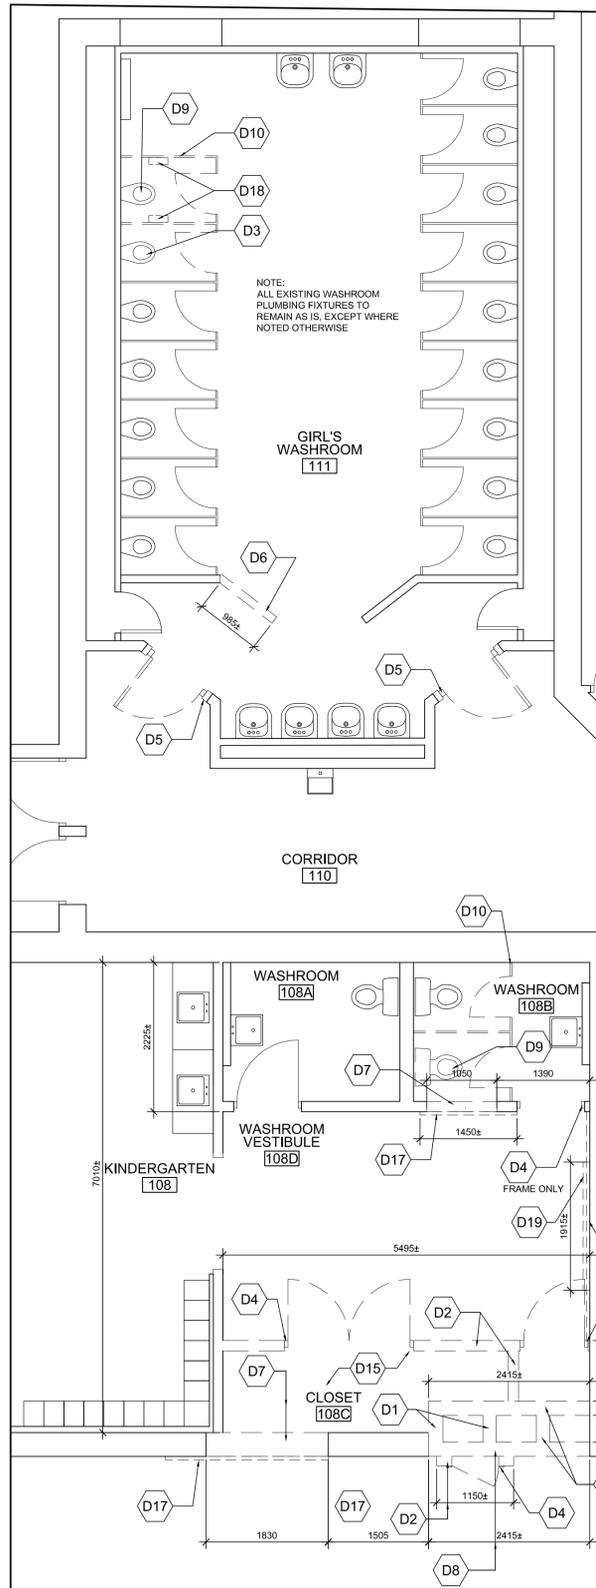 D9
D10
D18
D3
NOTE:
ALL EXISTING WASHROOM
PLUMBING FIXTURES TO
REMAIN AS IS, EXCEPT WHERE
NOTED OTHERWISE
GIRL'S
WASHROOM
111
D6
985±
D5
D5
CORRIDOR
110
D10
WASHROOM
108A
WASHROOM
108B
2225±
D7
D9
1050
1390
WASHROOM
VESTIBULE
108D
1450±
D17
D4
FRAME ONLY
KINDERGARTEN
108
7010±
D19
1915±
5495±
D4
D2
D7
D15
2415±
CLOSET
108C
D1
D17
D17
D2
1150±
D4
1830
1505
2415±
D8